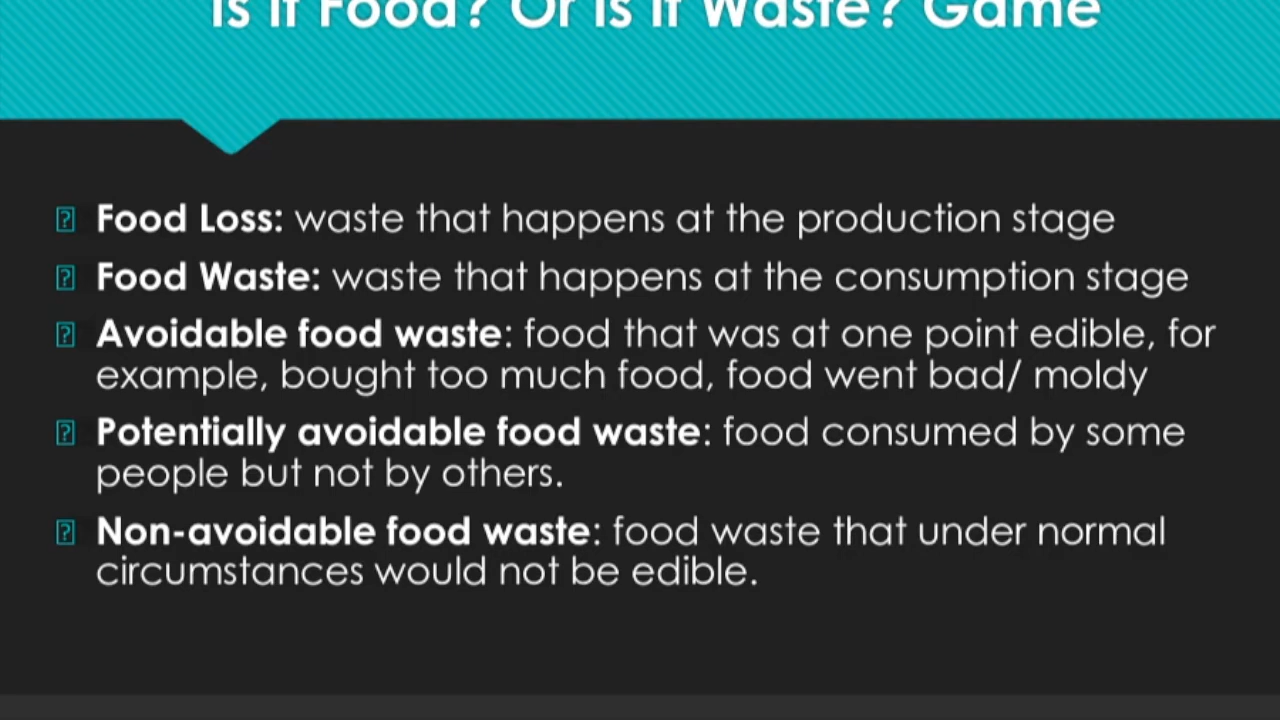 Is It Food? Or Is It Waste? Game
Food Loss: waste that happens at the production stage
Food Waste: waste that happens at the consumption stage
Avoidable food waste: food that was at one point edible, for
example, bought too much food, food went bad/ moldy
Potentially avoidable food waste: food consumed by some
people but not by others.
Non-avoidable food waste: food waste that under normal
circumstances would not be edible.